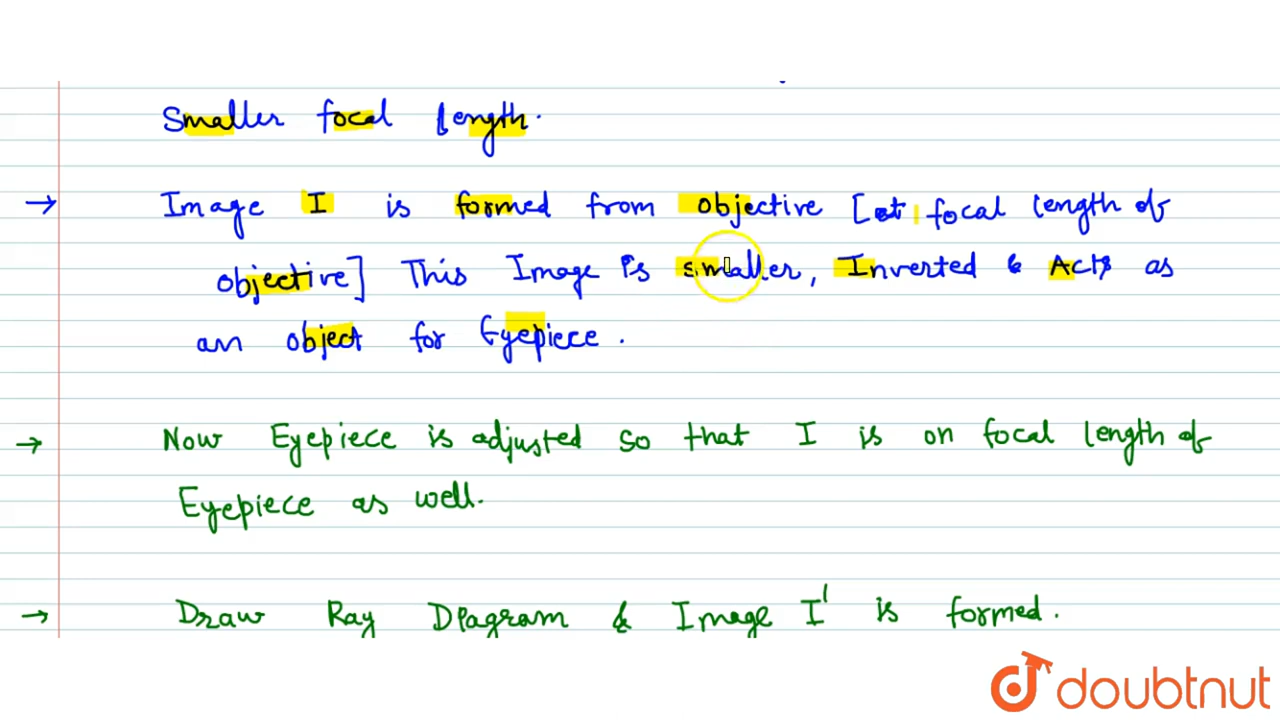 Smaller focal length.
→ Image I is formed from objective [at focal length of
objective] This Image is smaller, Inverted & Acts as
an object for Eyepiece.
→ Now Eyepiece is adjusted so that I is on focal length of
Eyepiece as well.
→ Draw Ray Diagram & Image I' is formed.
doubtnut